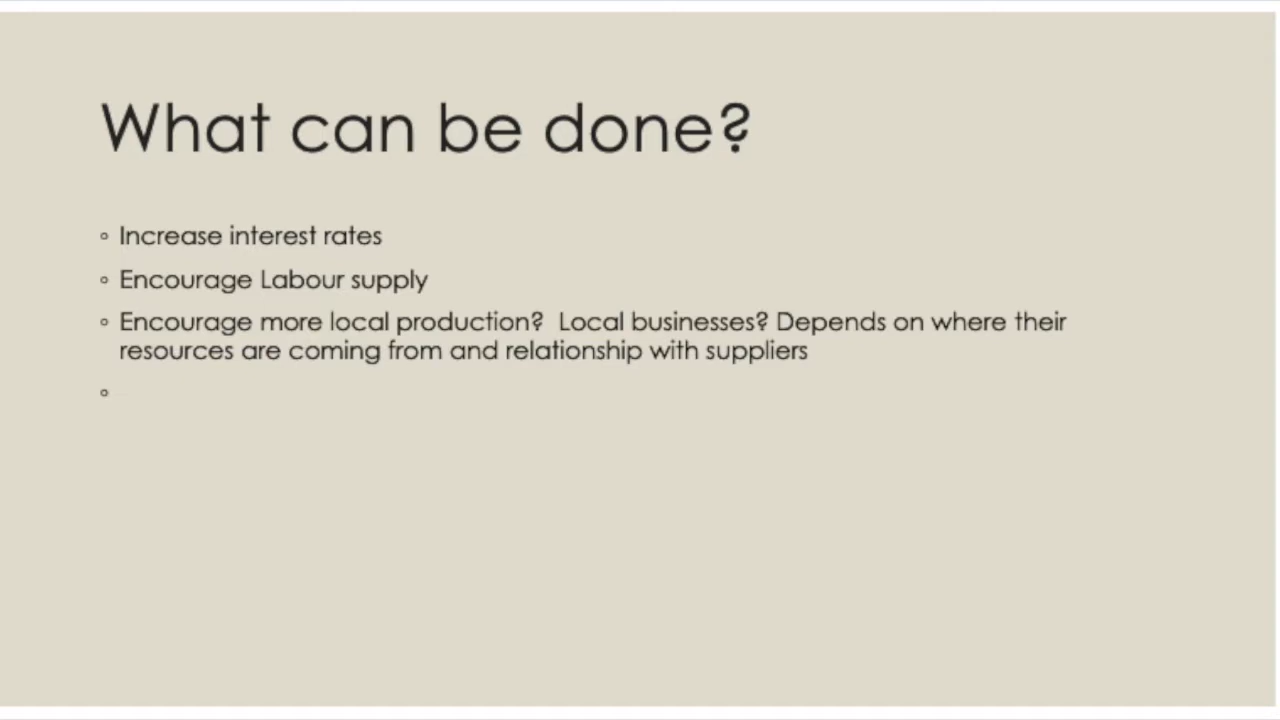 What can be done?
◦ Increase interest rates
◦ Encourage Labour supply
◦ Encourage more local production?  Local businesses? Depends on where their
resources are coming from and relationship with suppliers
◦